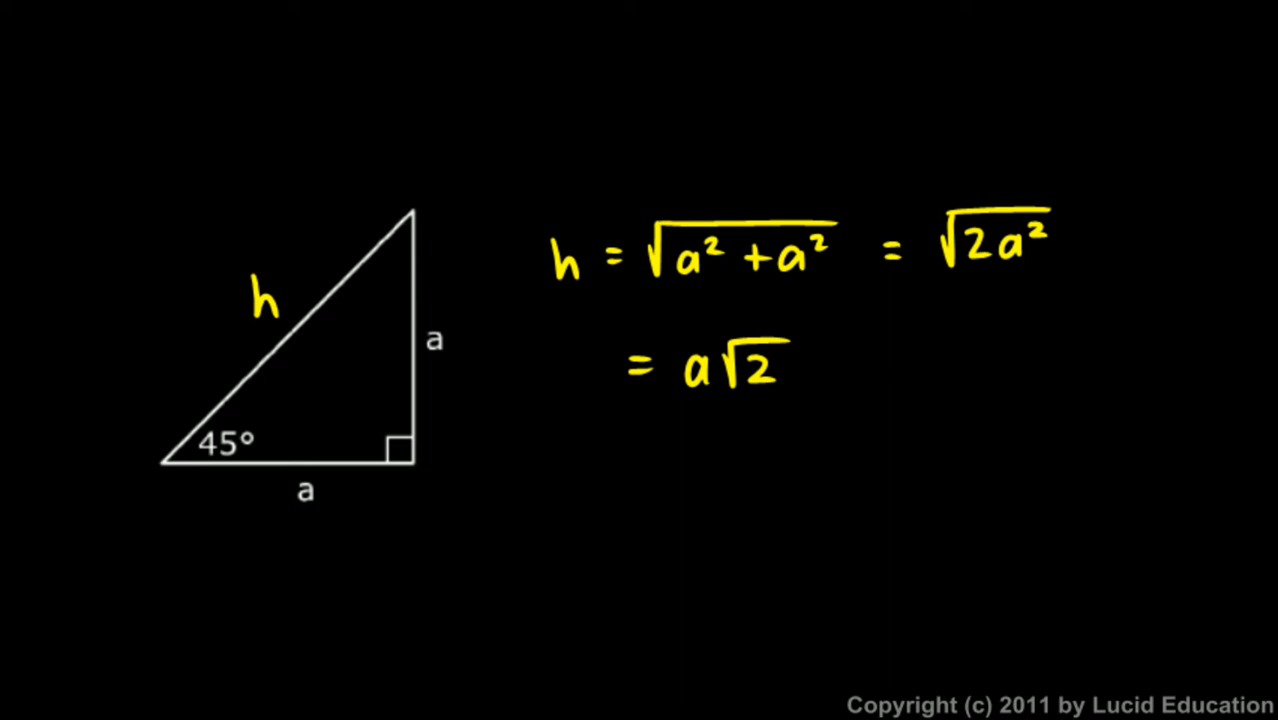 h
a
45°
a
h = √(a² + a²) = √(2a²)
= a√2
Copyright (c) 2011 by Lucid Education